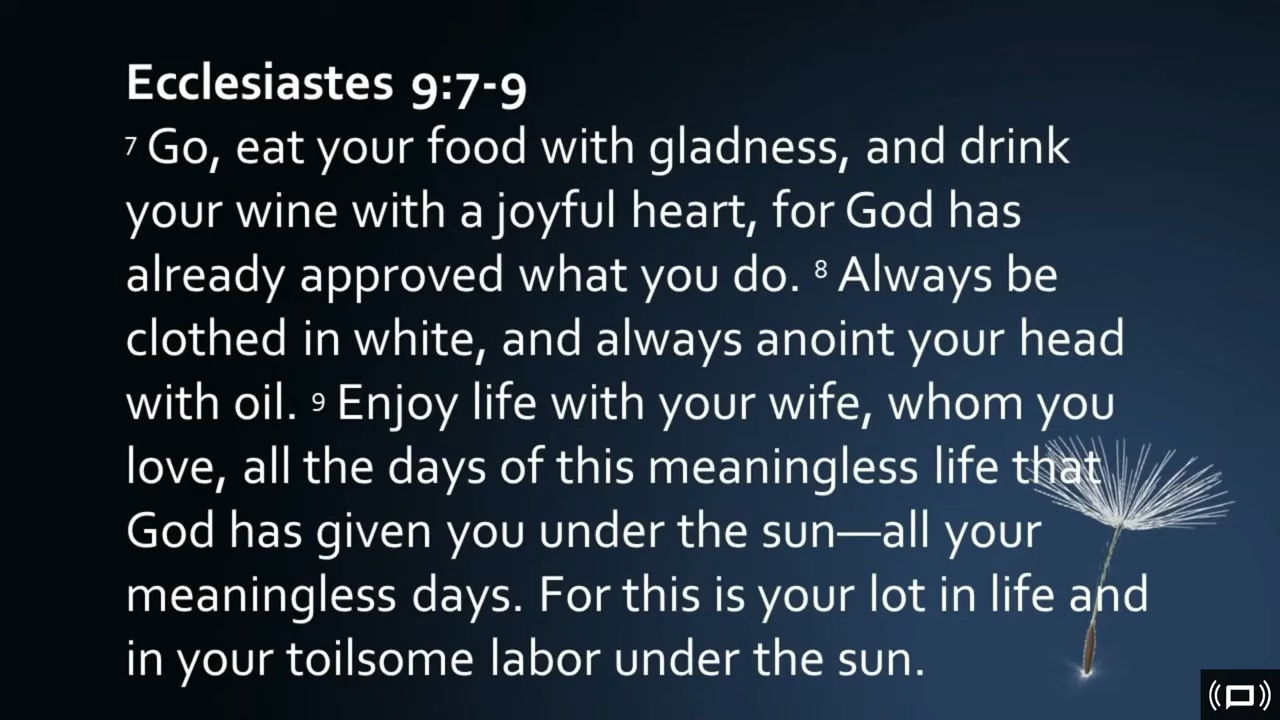 Ecclesiastes 9:7-9
⁷ Go, eat your food with gladness, and drink
your wine with a joyful heart, for God has
already approved what you do. ⁸ Always be
clothed in white, and always anoint your head
with oil. ⁹ Enjoy life with your wife, whom you
love, all the days of this meaningless life that
God has given you under the sun—all your
meaningless days. For this is your lot in life and
in your toilsome labor under the sun.